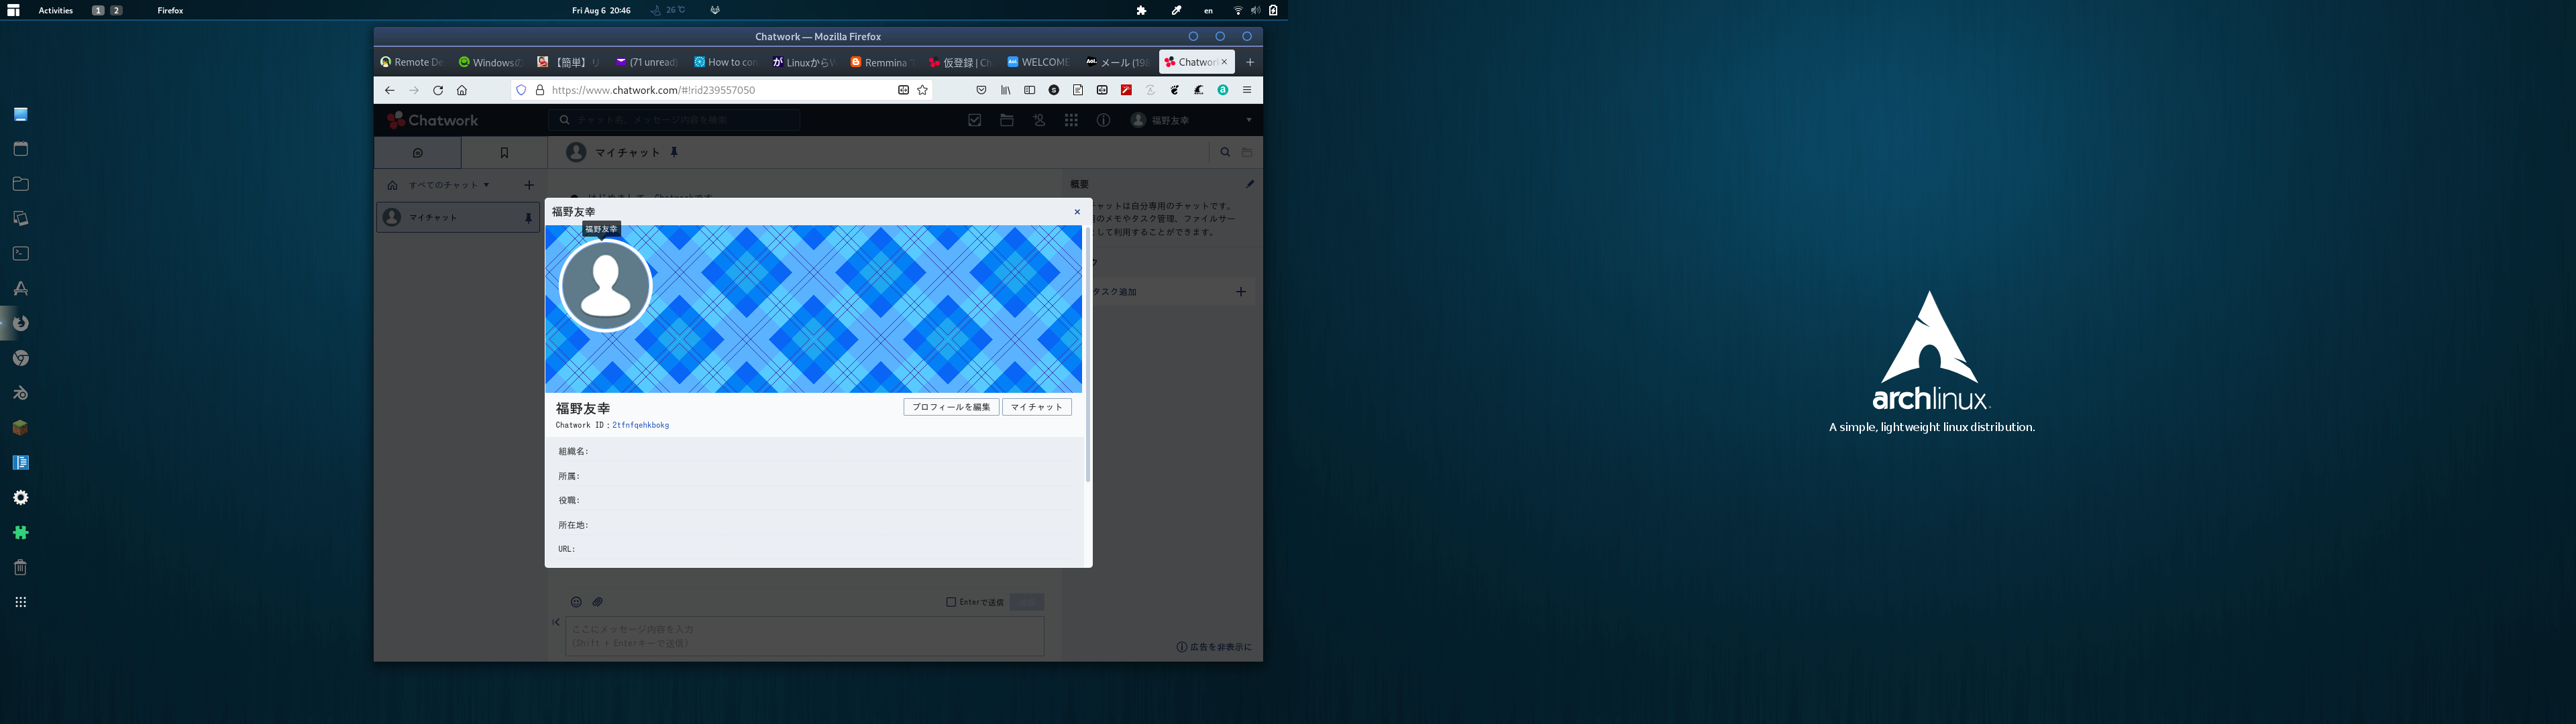 Activities 1 2 Firefox Fri Aug 6 20:46 26 ℃ en
Chatwork — Mozilla Firefox
Remote De Windowsの 【簡単】リ (71 unread) How to con Linuxから Remmina 仮登録 | Ch WELCOME メール (198 Chatwork
https://www.chatwork.com/#!rid239557050
Chatwork チャット名、メッセージ内容を検索 福野友幸
マイチャット
すべてのチャット 概要
マイチャット
チャットは自分専用のチャットです。
のメモやタスク管理、ファイルサー
として利用することができます。
タスク追加
福野友幸
福野友幸
福野友幸 プロフィールを編集 マイチャット
Chatwork ID：2tfnfqehkbokg
組織名:
所属:
役職:
所在地:
URL:
Enterで送信
ここにメッセージ内容を入力
(Shift + Enterキーで送信)
広告を非表示に
archlinux
A simple, lightweight linux distribution.